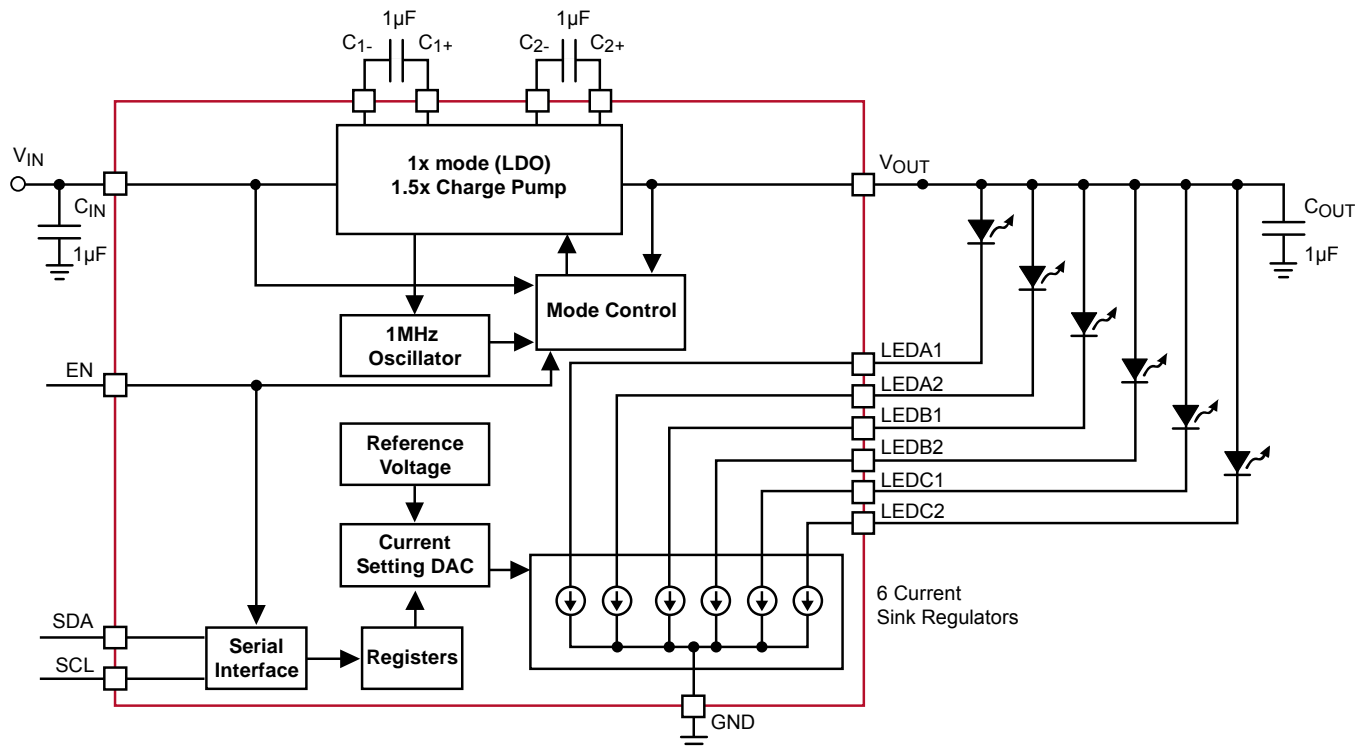 1µF
1µF
C1-
C1+
C2-
C2+
VIN
1x mode (LDO)
1.5x Charge Pump
VOUT
CIN
1µF
COUT
1µF
Mode Control
1MHz
Oscillator
EN
LEDA1
LEDA2
LEDB1
LEDB2
LEDC1
LEDC2
Reference
Voltage
Current
Setting DAC
6 Current
Sink Regulators
SDA
SCL
Serial
Interface
Registers
GND